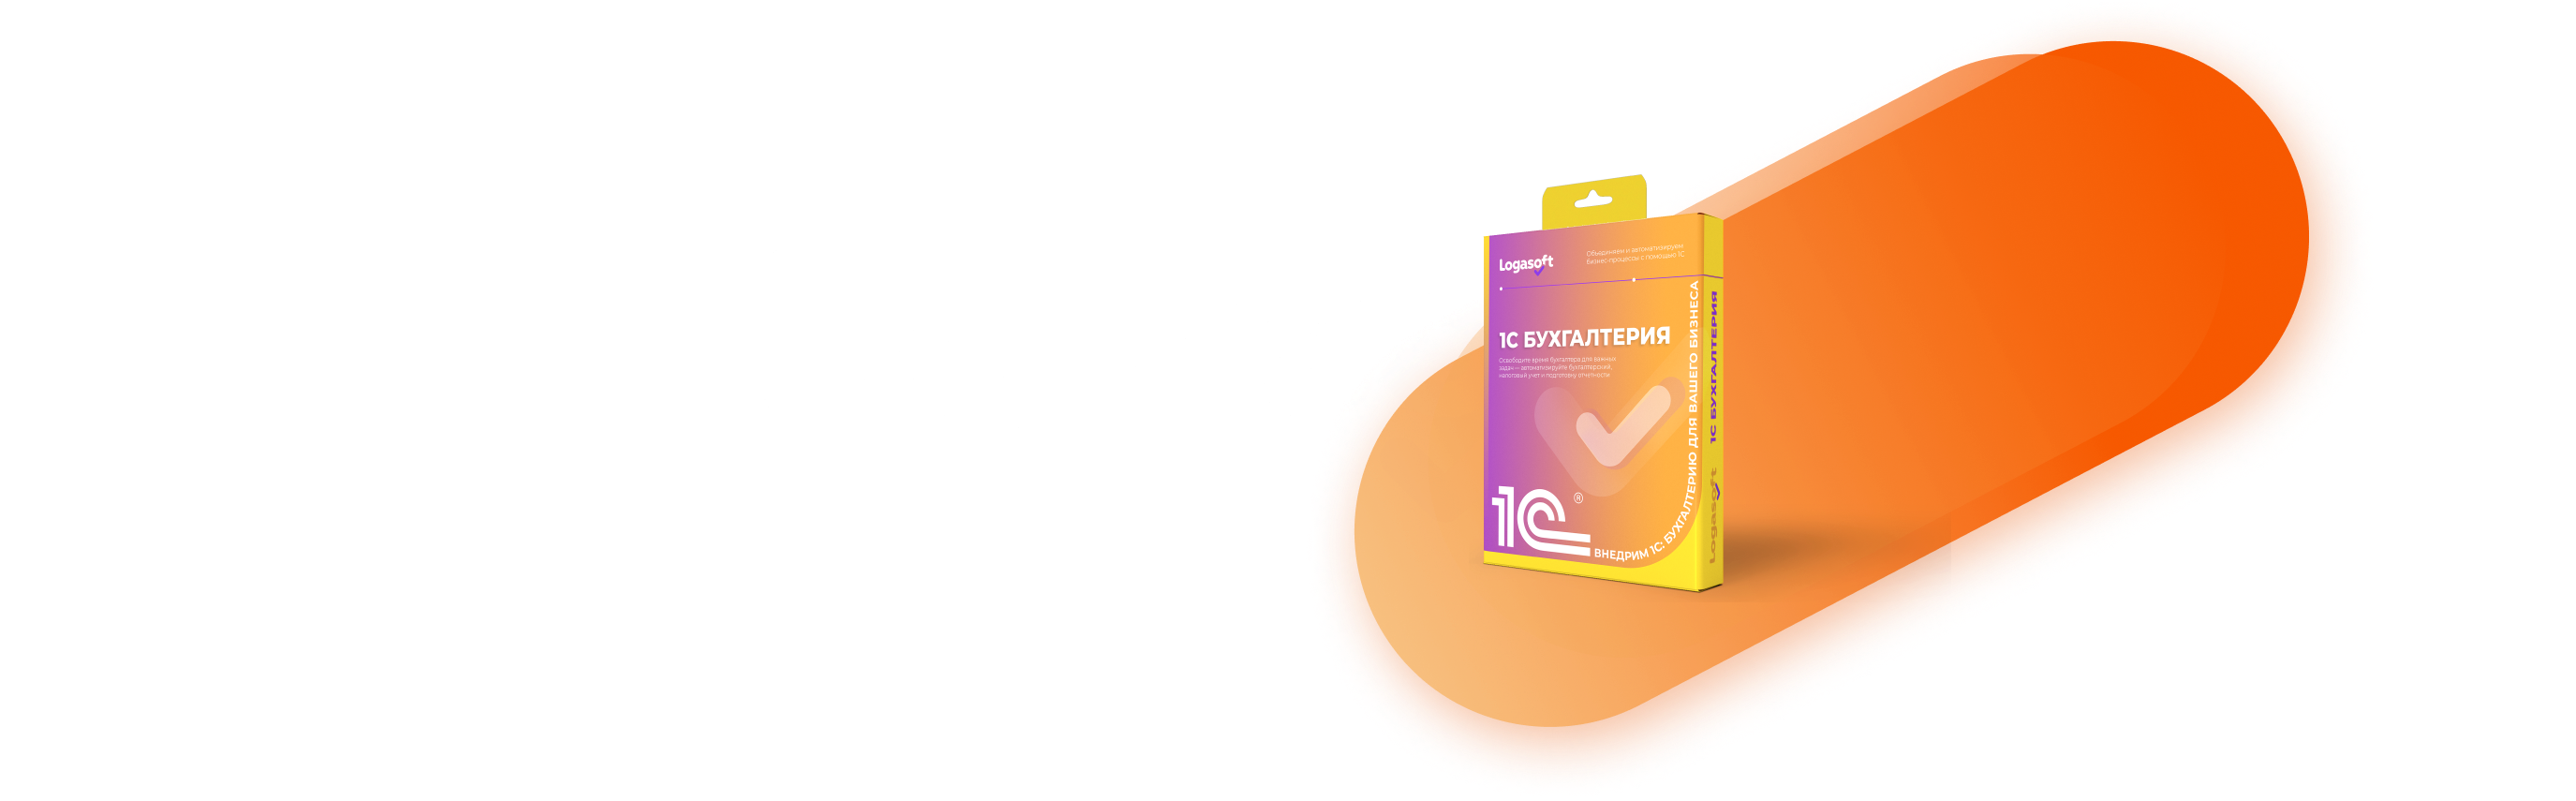 Logasoft
Объединяем и автоматизируем
бизнес-процессы с помощью 1С
1С БУХГАЛТЕРИЯ
Освободите время бухгалтера для важных
задач — автоматизируйте бухгалтерский,
налоговый учет и подготовку отчетности
1С ®
ВНЕДРИМ 1С: БУХГАЛТЕРИЮ ДЛЯ ВАШЕГО БИЗНЕСА
1С БУХГАЛТЕРИЯ
Logasoft